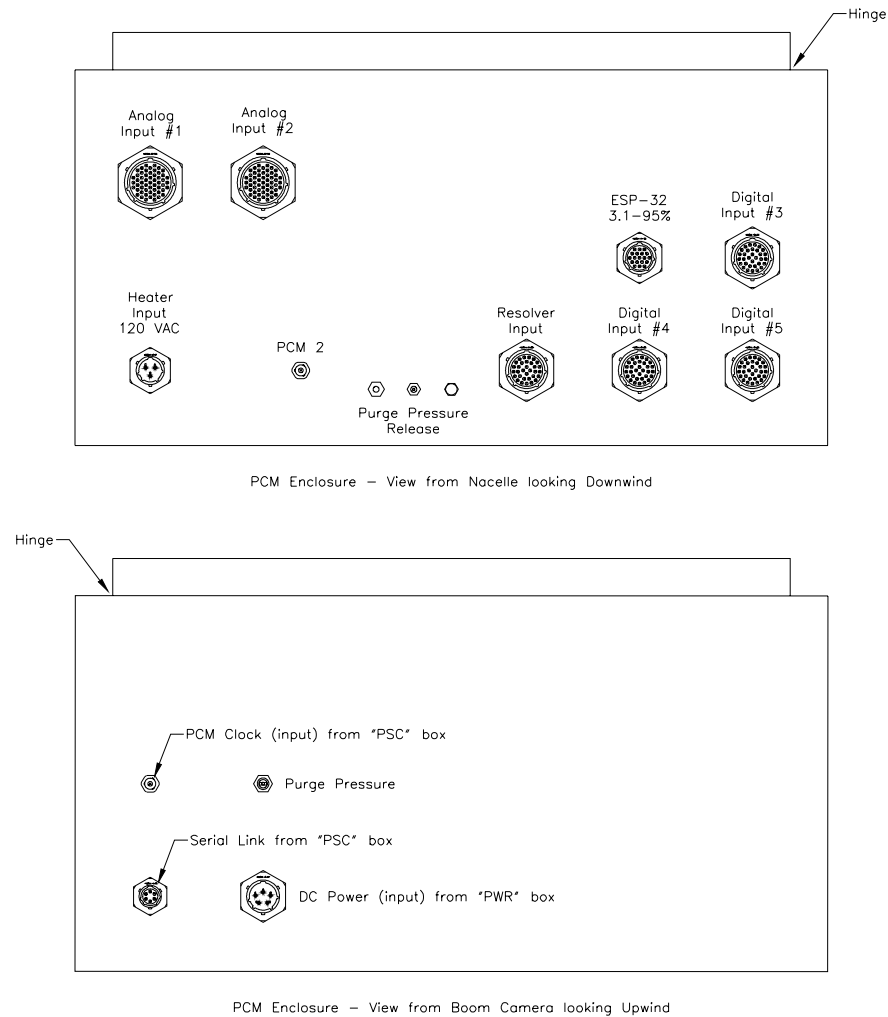 Hinge
Analog
Input #1
Analog
Input #2
ESP-32
3.1-95%
Digital
Input #3
Heater
Input
120 VAC
PCM 2
Resolver
Input
Digital
Input #4
Digital
Input #5
Purge Pressure
Release
PCM Enclosure - View from Nacelle looking Downwind
Hinge
PCM Clock (input) from "PSC" box
Purge Pressure
Serial Link from "PSC" box
DC Power (input) from "PWR" box
PCM Enclosure - View from Boom Camera looking Upwind